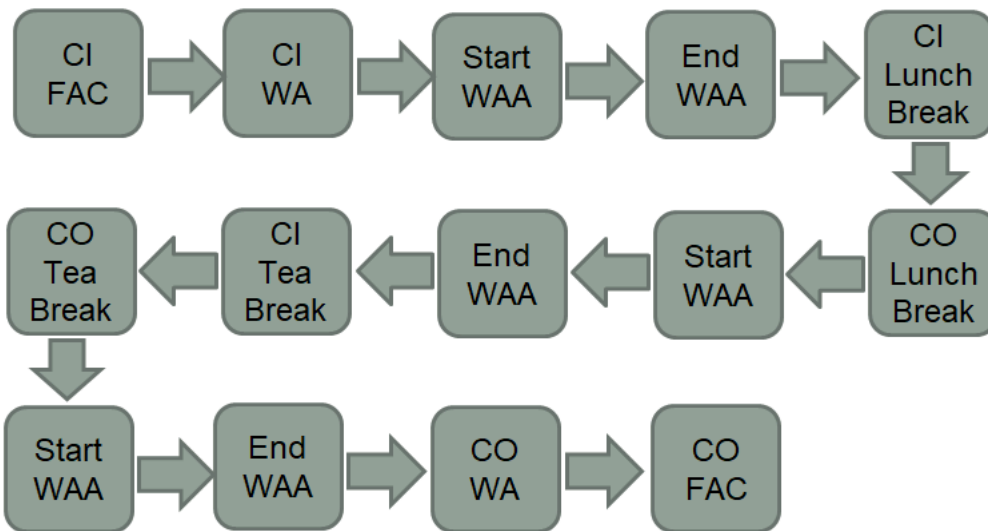 CI
FAC
CI
WA
Start
WAA
End
WAA
CI
Lunch
Break
CO
Lunch
Break
Start
WAA
End
WAA
CI
Tea
Break
CO
Tea
Break
Start
WAA
End
WAA
CO
WA
CO
FAC